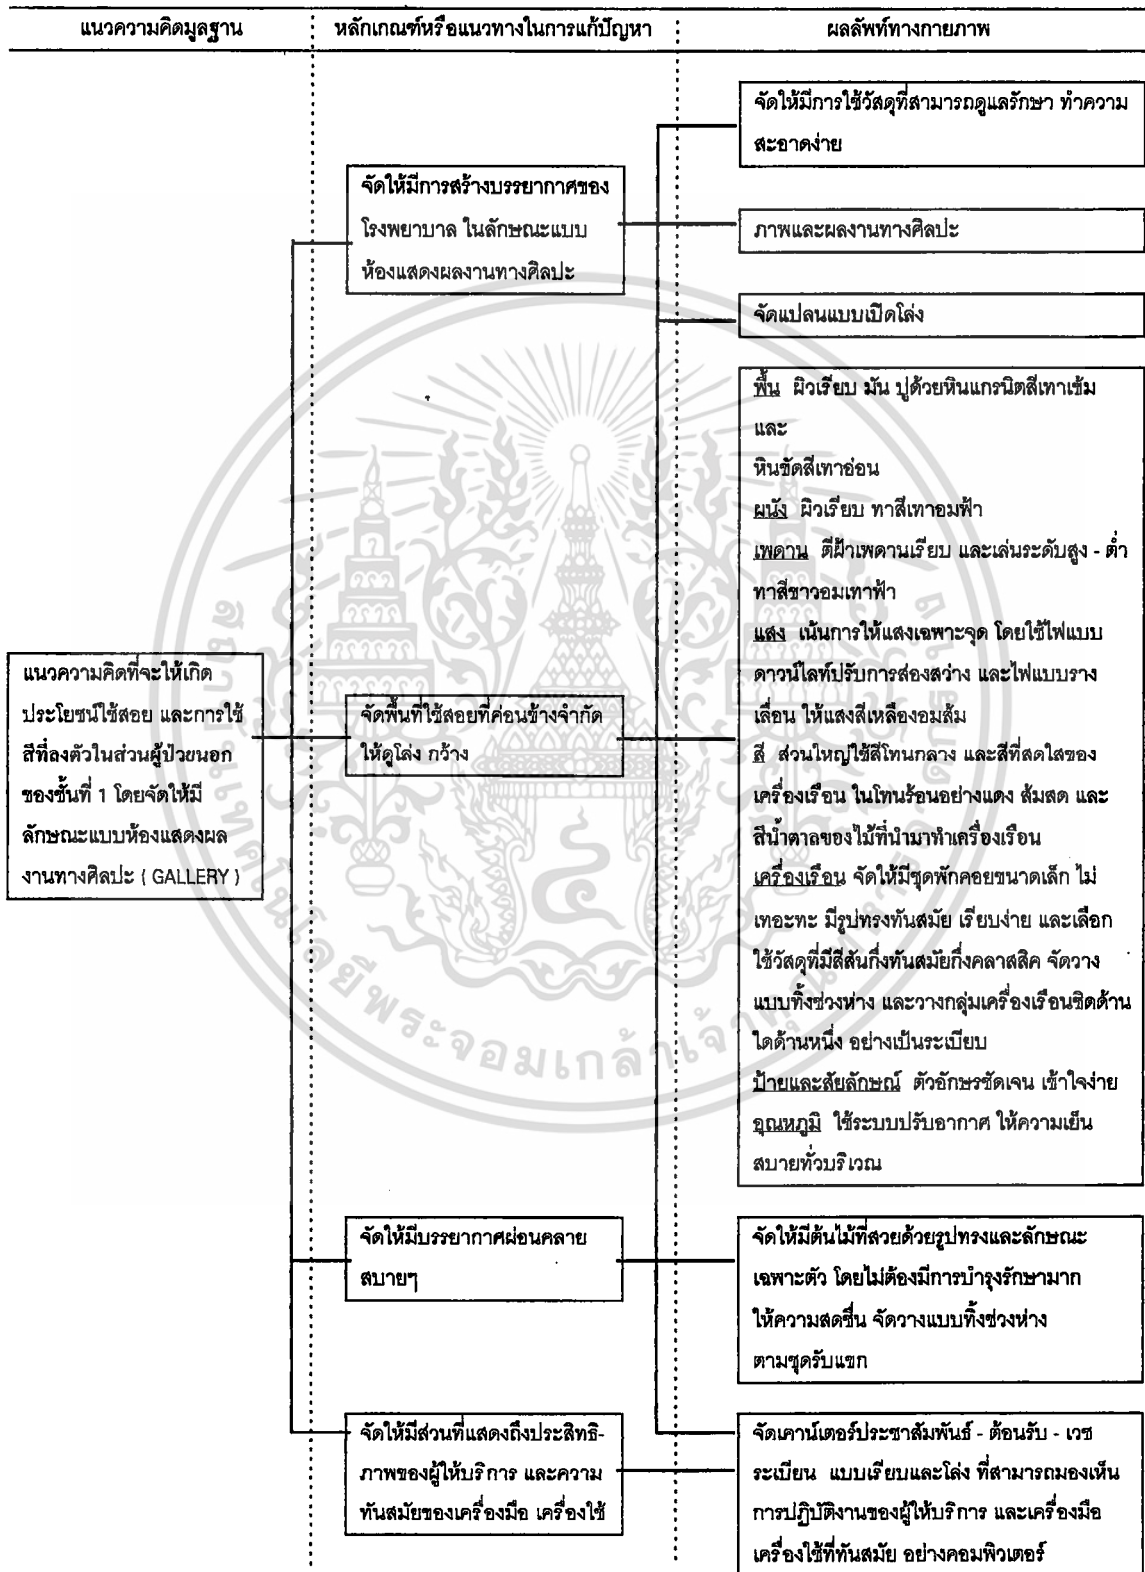 แนวความคิดมูลฐาน
หลักเกณฑ์หรือแนวทางในการแก้ปัญหา
ผลลัพท์ทางกายภาพ
แนวความคิดที่จะให้เกิด
ประโยชน์ใช้สอย และการใช้
สีที่ลงตัวในส่วนผู้ป่วยนอก
ของชั้นที่ 1 โดยจัดให้มี
ลักษณะแบบห้องแสดงผล
งานทางศิลปะ ( GALLERY )
จัดให้มีการสร้างบรรยากาศของ
โรงพยาบาล ในลักษณะแบบ
ห้องแสดงผลงานทางศิลปะ
จัดพื้นที่ใช้สอยที่ค่อนข้างจำกัด
ให้ดูโล่ง กว้าง
จัดให้มีบรรยากาศผ่อนคลาย
สบายๆ
จัดให้มีส่วนที่แสดงถึงประสิทธิ-
ภาพของผู้ให้บริการ และความ
ทันสมัยของเครื่องมือ เครื่องใช้
จัดให้มีการใช้วัสดุที่สามารถดูแลรักษา ทำความ
สะอาดง่าย
ภาพและผลงานทางศิลปะ
จัดแปลนแบบเปิดโล่ง
พื้น ผิวเรียบ มัน ปูด้วยหินแกรนิตสีเทาเข้ม
และ
หินขัดสีเทาอ่อน
ผนัง ผิวเรียบ ทาสีเทาอมฟ้า
เพดาน ตีฝ้าเพดานเรียบ และเล่นระดับสูง - ต่ำ
ทาสีขาวอมเทาฟ้า
แสง เน้นการให้แสงเฉพาะจุด โดยใช้ไฟแบบ
ดาวน์ไลท์ปรับการส่องสว่าง และไฟแบบราง
เลื่อน ให้แสงสีเหลืองอมส้ม
สี ส่วนใหญ่ใช้สีโทนกลาง และสีที่สดใสของ
เครื่องเรือน ในโทนร้อนอย่างแดง ส้มสด และ
สีน้ำตาลของไม้ที่นำมาทำเครื่องเรือน
เครื่องเรือน จัดให้มีชุดพักคอยขนาดเล็ก ไม่
เทอะทะ มีรูปทรงทันสมัย เรียบง่าย และเลือก
ใช้วัสดุที่มีสีสันกึ่งทันสมัยกึ่งคลาสสิค จัดวาง
แบบทิ้งช่วงห่าง และวางกลุ่มเครื่องเรือนชิดด้าน
ใดด้านหนึ่ง อย่างเป็นระเบียบ
ป้ายและสัยลักษณ์ ตัวอักษรชัดเจน เข้าใจง่าย
อุณหภูมิ ใช้ระบบปรับอากาศ ให้ความเย็น
สบายทั่วบริเวณ
จัดให้มีต้นไม้ที่สวยด้วยรูปทรงและลักษณะ
เฉพาะตัว โดยไม่ต้องมีการบำรุงรักษามาก
ให้ความสดชื่น จัดวางแบบทิ้งช่วงห่าง
ตามชุดรับแขก
จัดเคาน์เตอร์ประชาสัมพันธ์ - ต้อนรับ - เวช
ระเบียน แบบเรียบและโล่ง ที่สามารถมองเห็น
การปฏิบัติงานของผู้ให้บริการ และเครื่องมือ
เครื่องใช้ที่ทันสมัย อย่างคอมพิวเตอร์